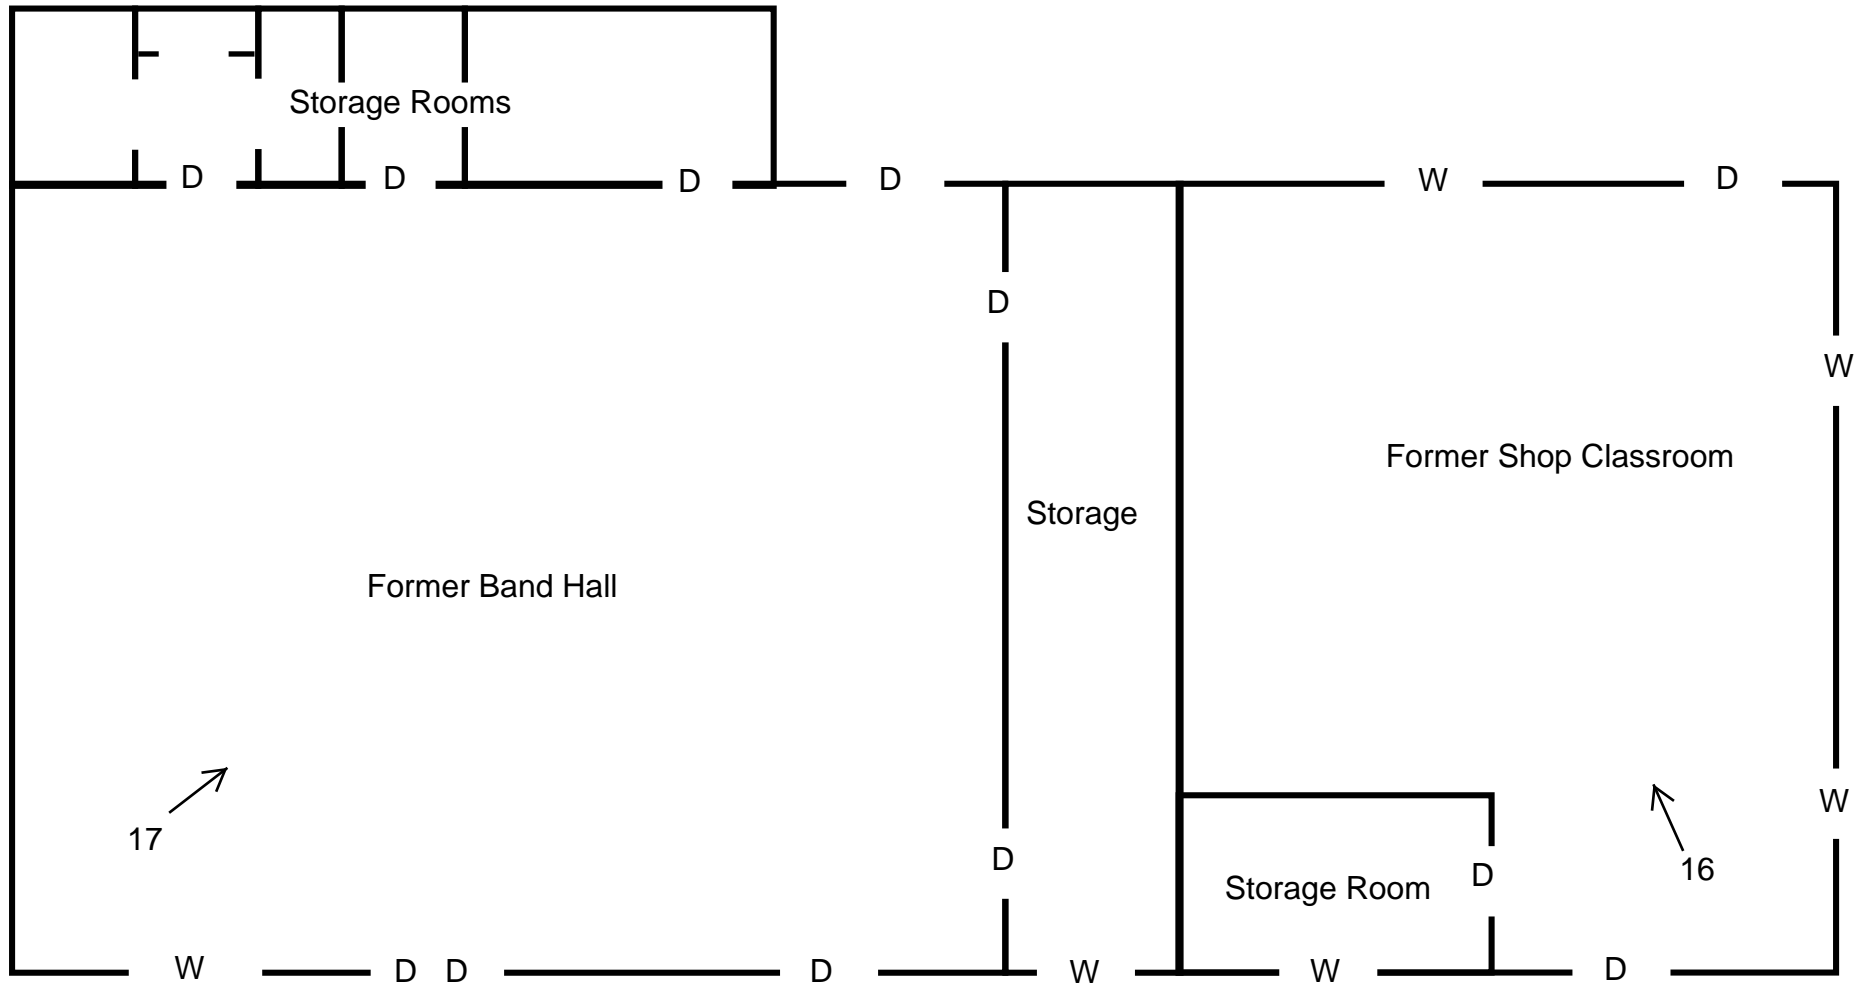 Storage Rooms
D
D
D
D
W
D
D
W
Former Shop Classroom
Storage
Former Band Hall
17
W
D
Storage Room
D
16
W
D D
D
W
W
D